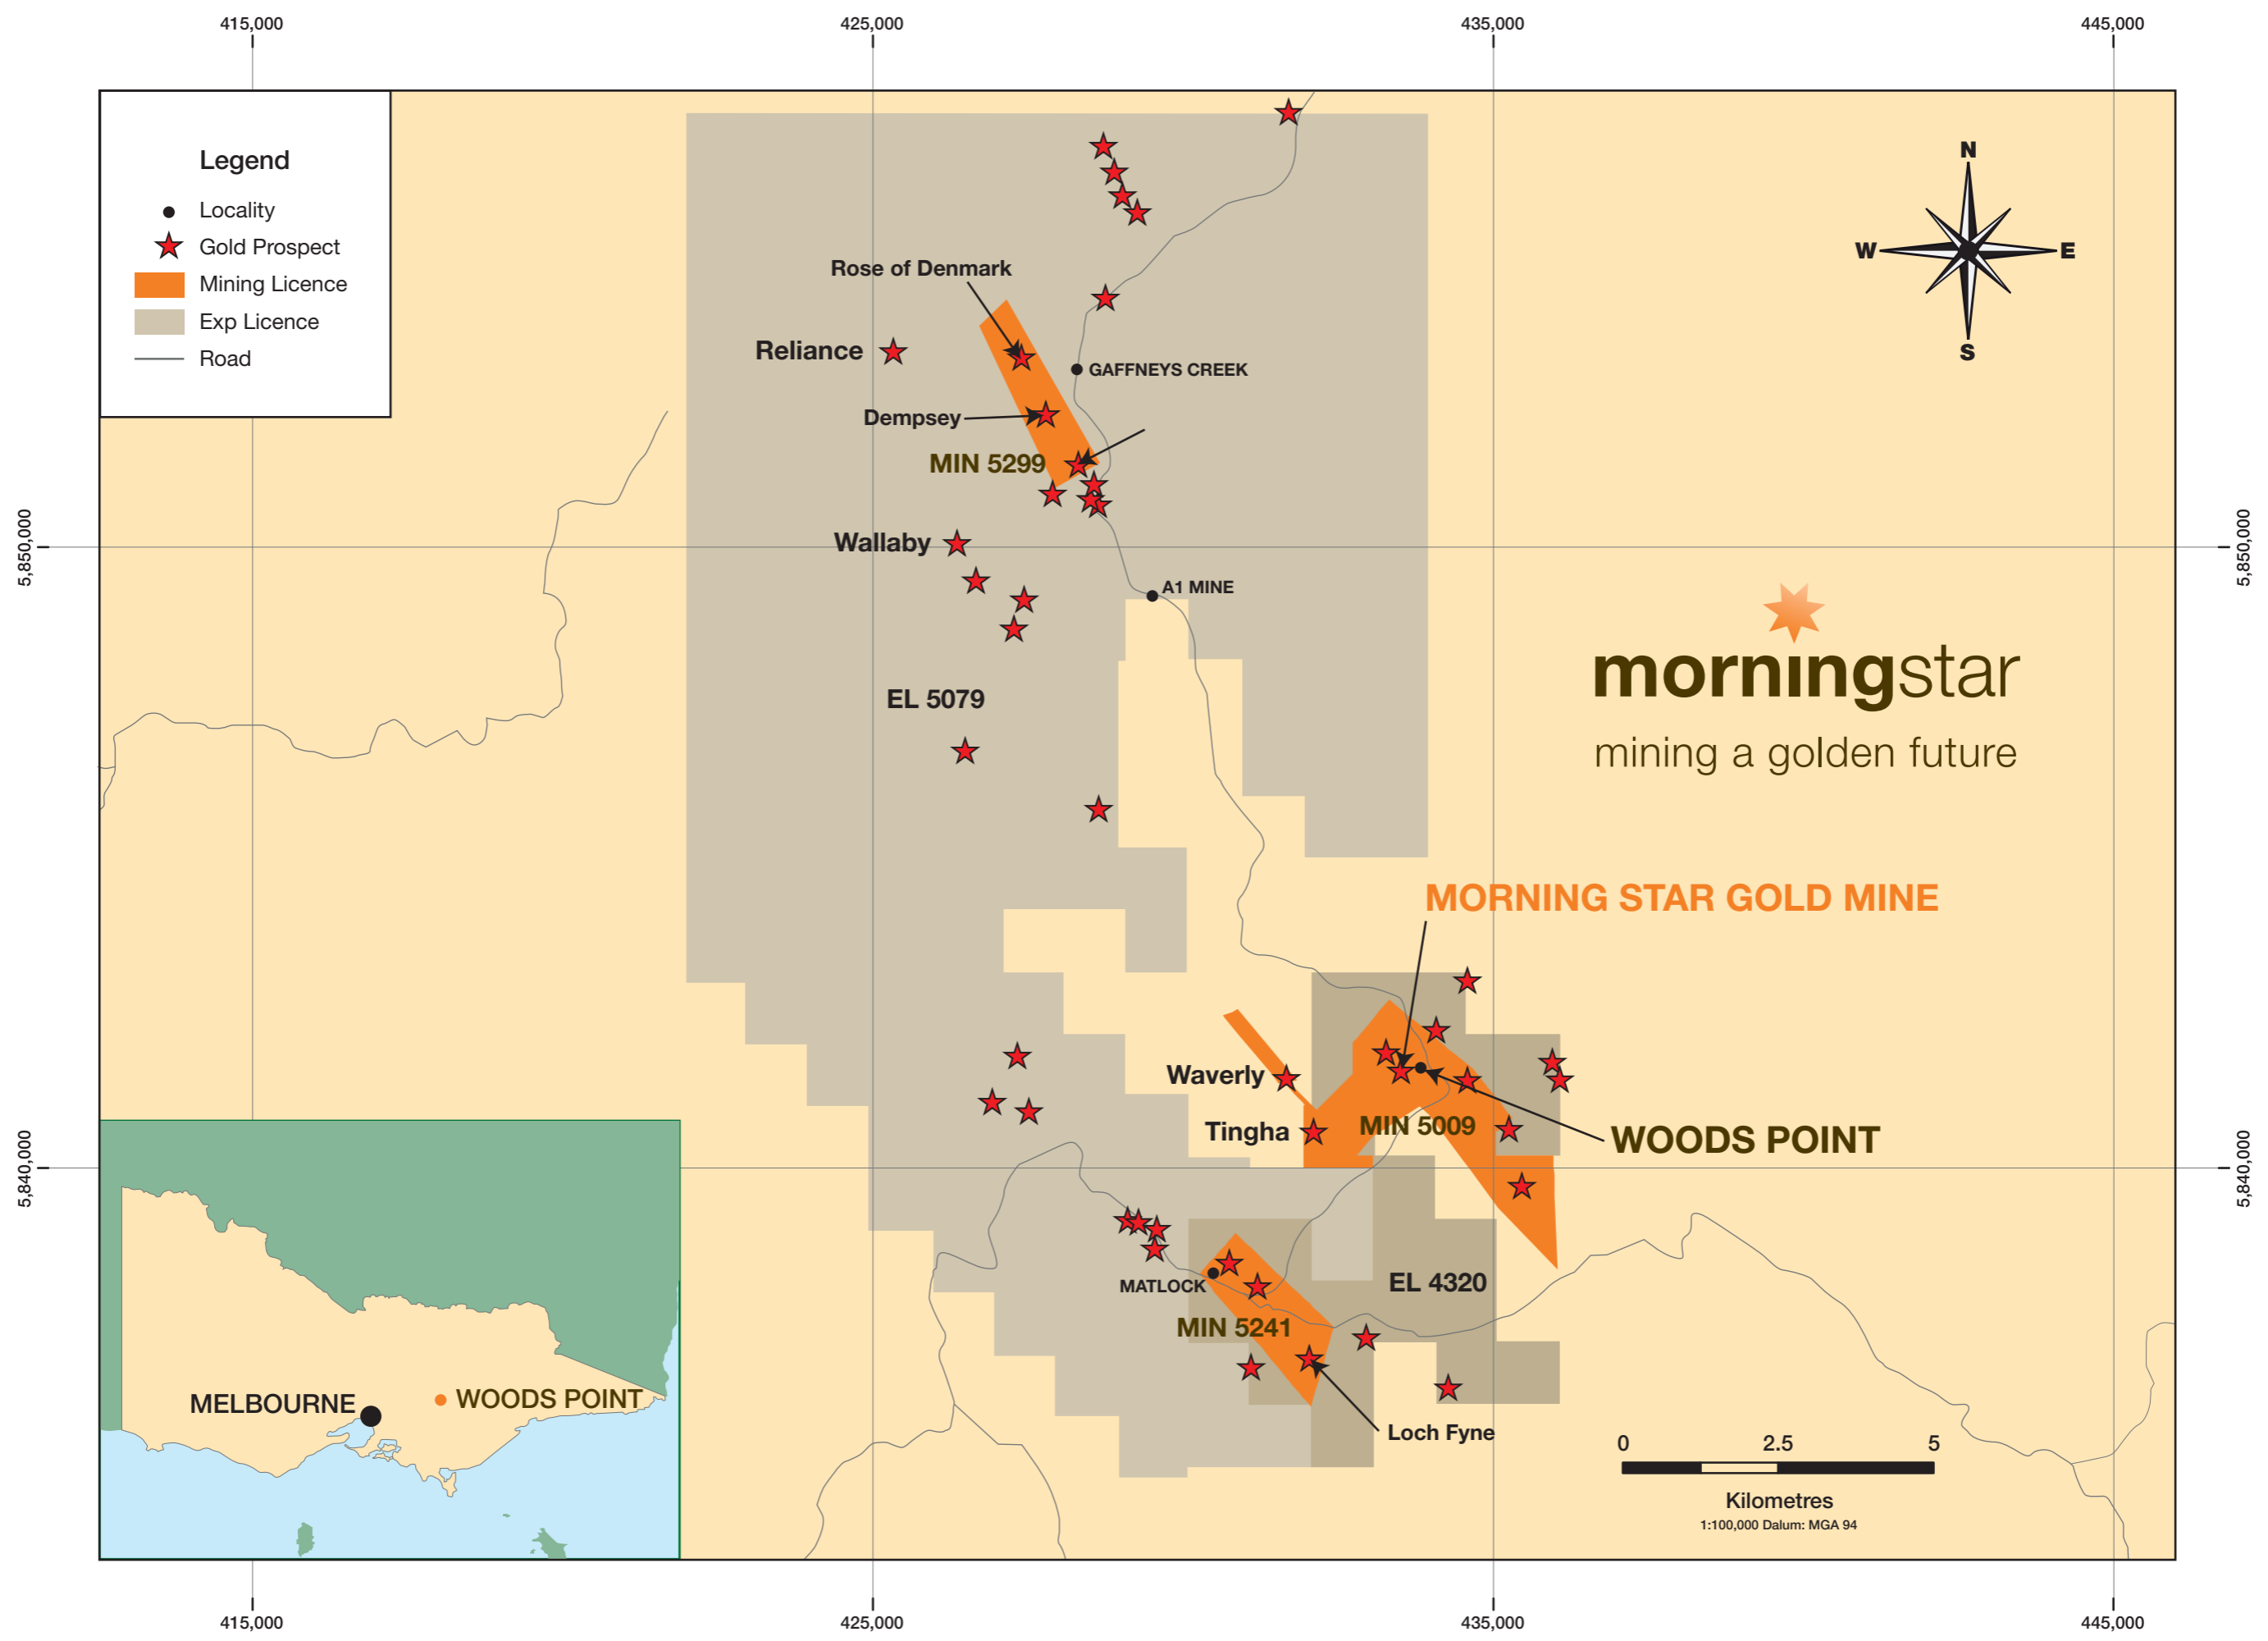 415,000
425,000
435,000
445,000
Legend
Locality
Gold Prospect
Mining Licence
Exp Licence
Road
N
W
E
S
Rose of Denmark
Reliance
GAFFNEYS CREEK
Dempsey
MIN 5299
5,850,000
5,850,000
Wallaby
A1 MINE
morningstar
mining a golden future
EL 5079
MORNING STAR GOLD MINE
Waverly
Tingha
MIN 5009
WOODS POINT
5,840,000
5,840,000
MATLOCK
EL 4320
MIN 5241
Loch Fyne
MELBOURNE
WOODS POINT
0
2.5
5
Kilometres
1:100,000 Dalum: MGA 94
415,000
425,000
435,000
445,000